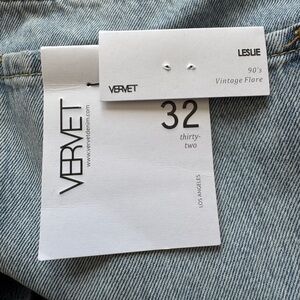 LESLIE
90's
Vintage Flare
VERVET
VERVET
www.vervetdenim.com
32
thirty-
two
LOS ANGELES